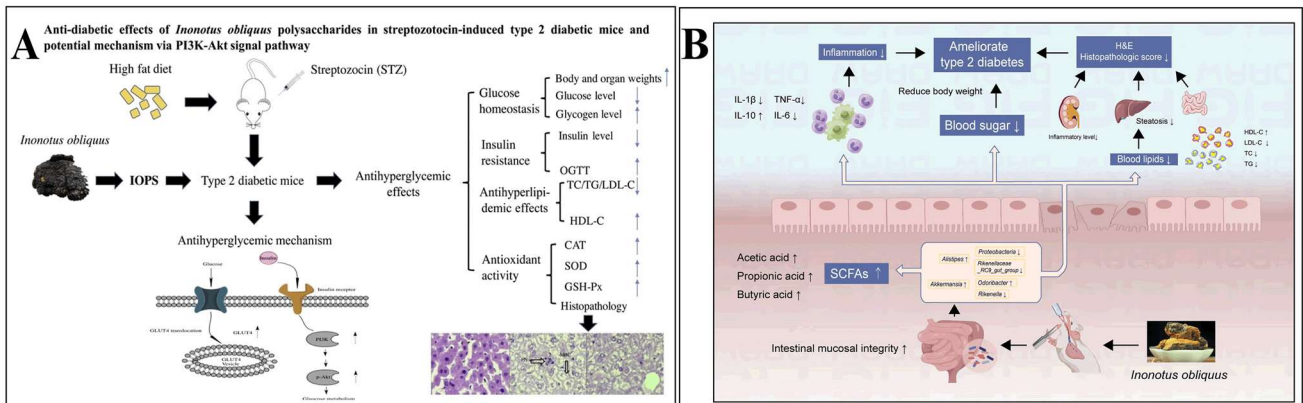 A
Anti-diabetic effects of Inonotus obliquus polysaccharides in streptozotocin-induced type 2 diabetic mice and
potential mechanism via PI3K-Akt signal pathway
High fat diet
Streptozocin (STZ)
Inonotus obliquus
IOPS
Type 2 diabetic mice
Antihyperglycemic
effects
Glucose
homeostasis
Body and organ weights ↑
Glucose level ↓
Glycogen level ↑
Insulin
resistance
Insulin level ↓
OGTT
Antihyperlipi-
demic effects
TC/TG/LDL-C ↓
HDL-C ↑
Antioxidant
activity
CAT ↑
SOD ↑
GSH-Px ↑
Histopathology
Antihyperglycemic mechanism
Glucose
Insulin
Insulin receptor
GLUT4 translocation
GLUT4 ↑
GLUT4
Vesicle
PI3K ↑
p-Akt ↑
Glucose metabolism
B
Inflammation ↓
Ameliorate
type 2 diabetes
H&E
Histopathologic score ↓
IL-1β ↓ TNF-α↓
IL-10 ↑ IL-6 ↓
Reduce body weight
Blood sugar ↓
Inflammatory level↓
Steatosis ↓
Blood lipids ↓
HDL-C ↑
LDL-C ↓
TC ↓
TG ↓
Acetic acid ↑
Propionic acid ↑
Butyric acid ↑
SCFAs ↑
Alistipes ↑
Akkermansia ↑
Proteobacteria ↓
Rikenellaceae
_RC9_gut_group ↓
Odoribacter ↑
Rikenella ↓
Intestinal mucosal integrity ↑
Inonotus obliquus